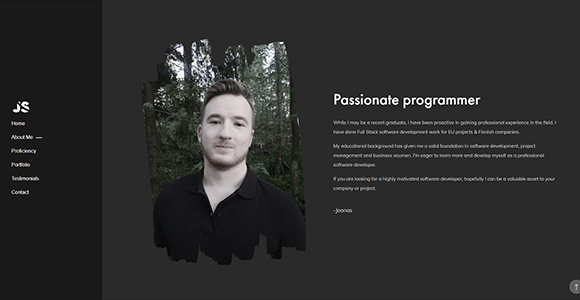 JS
Home
About Me
Proficiency
Portfolio
Testimonials
Contact
Passionate programmer
While I may be a recent graduate, I have been proactive in gaining professional experience in the field. I
have done Full Stack software development work for EU projects & Finnish companies.
My educational background has given me a solid foundation in software development, project
management and business acumen. I'm eager to learn more and develop myself as a professional
software developer.
If you are looking for a highly motivated software developer, hopefully I can be a valuable asset to your
company or project.
-Joonas